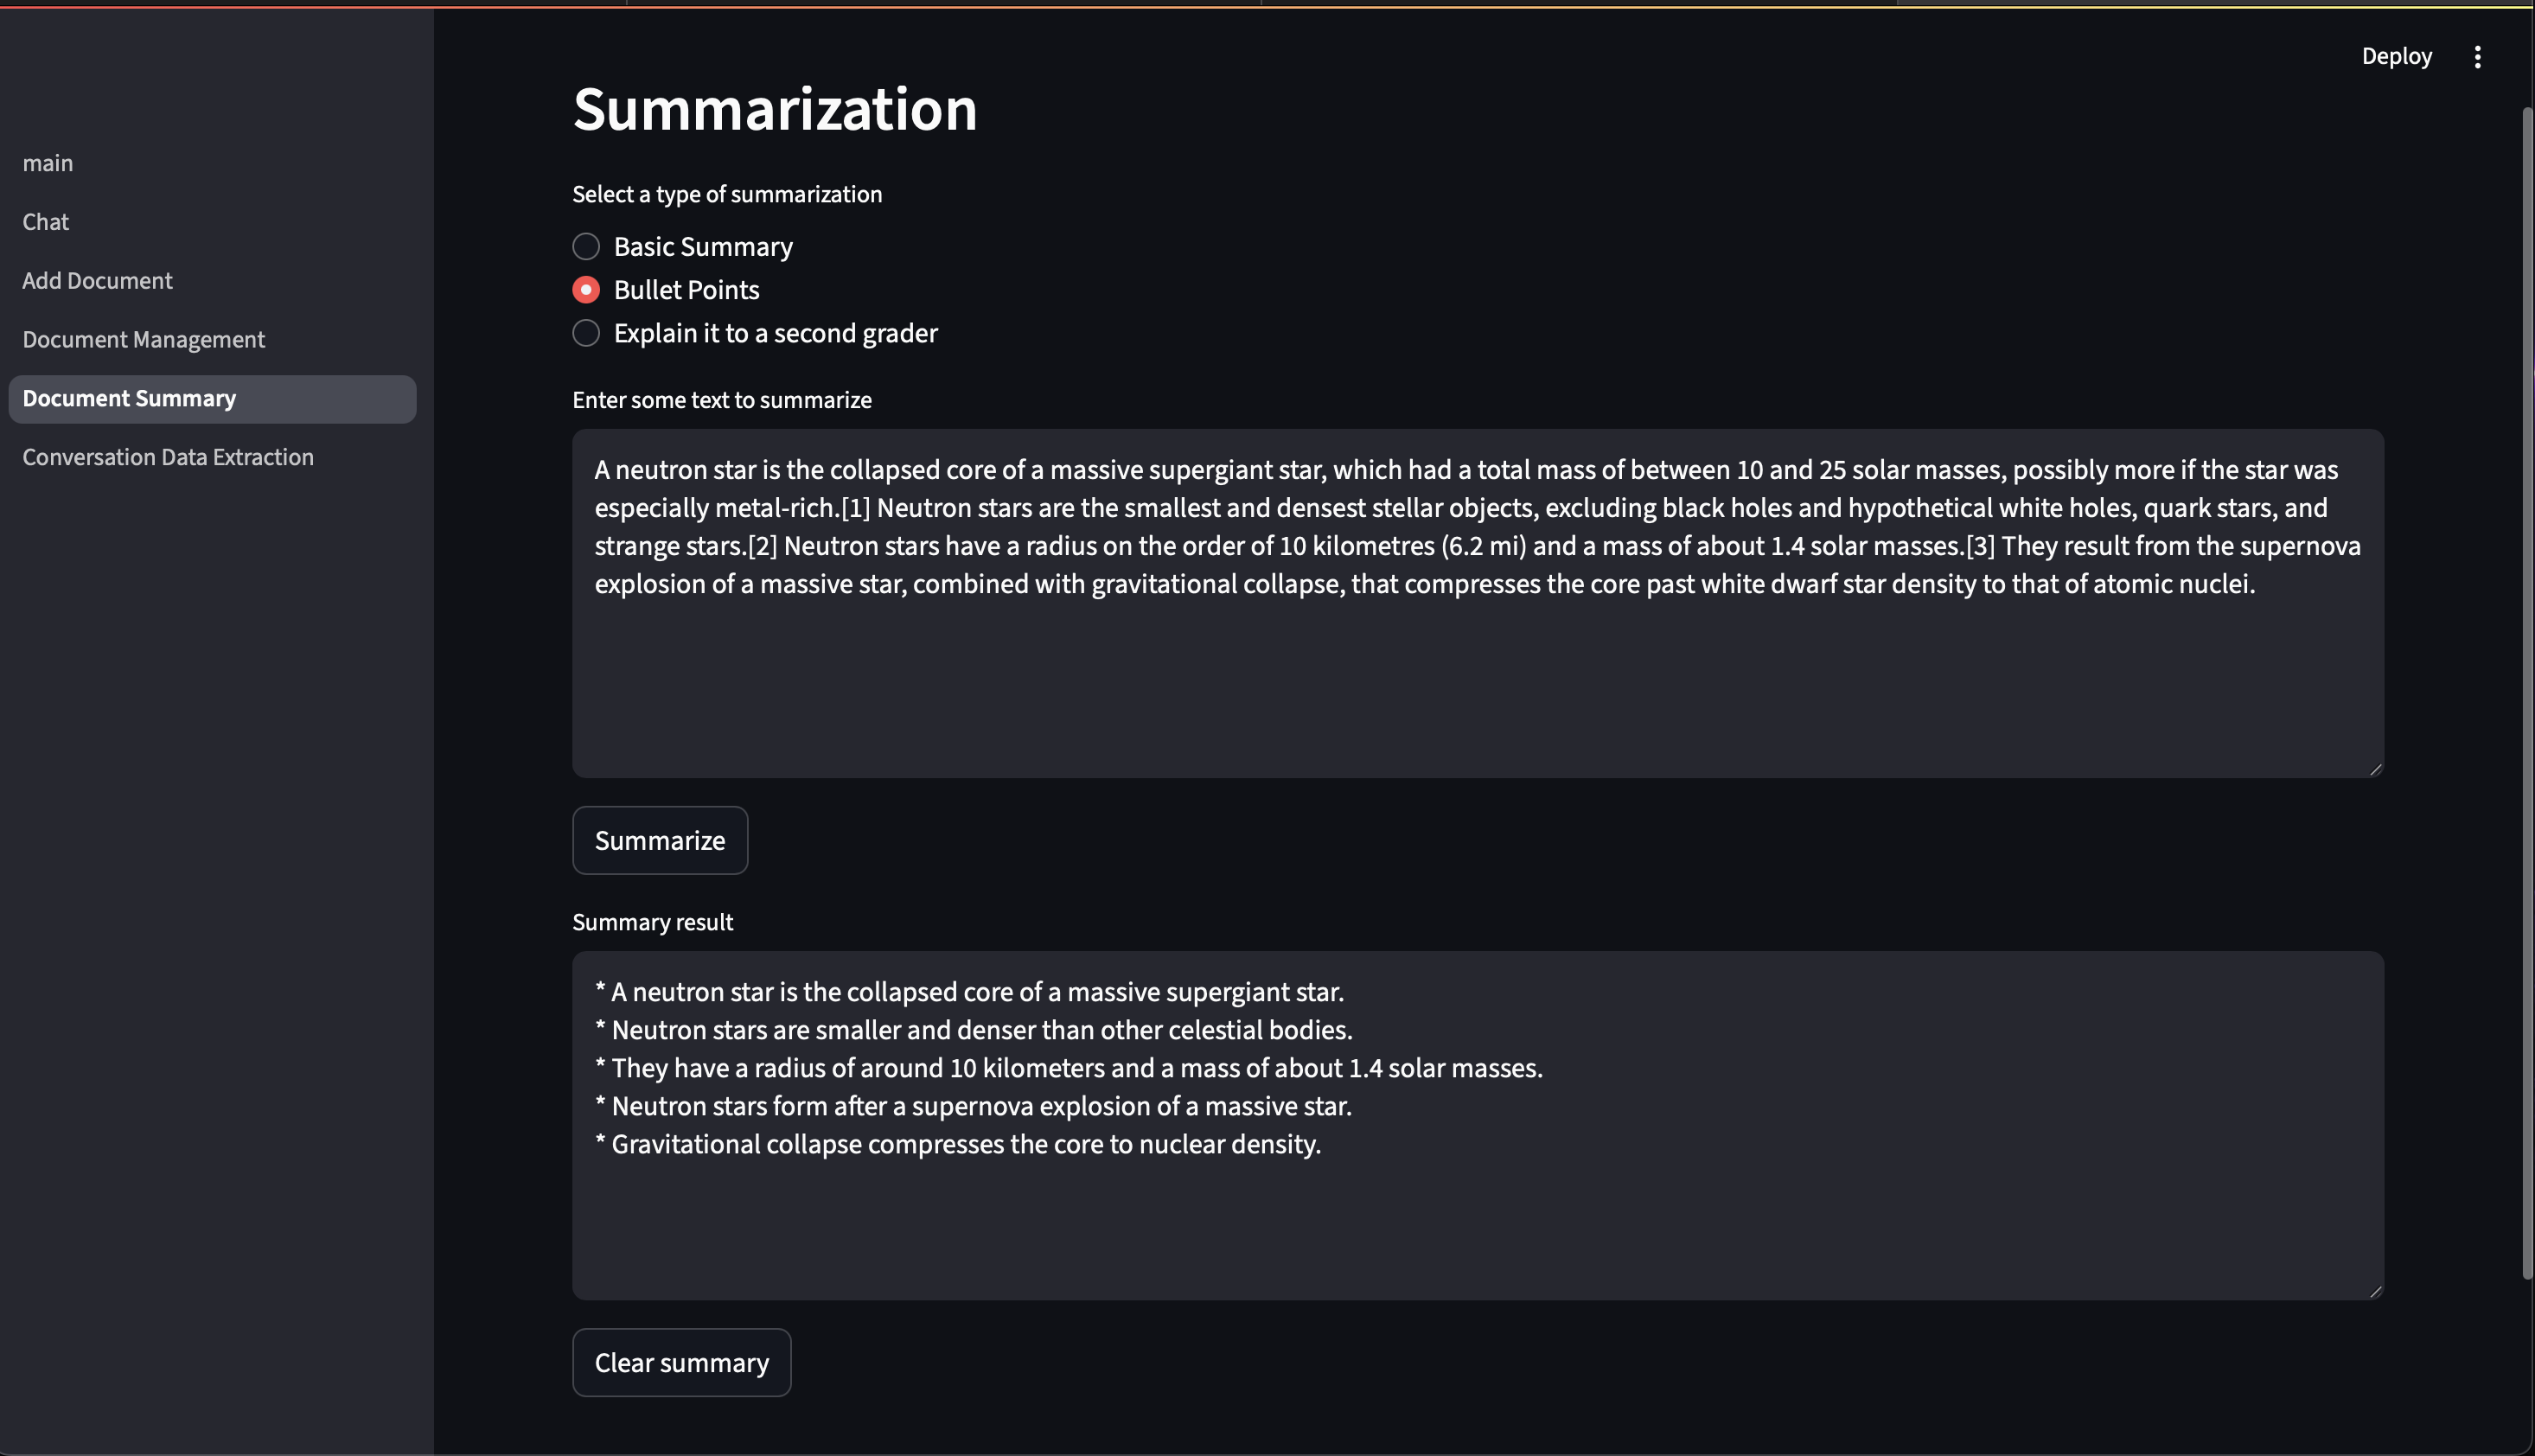 Deploy
main
Chat
Add Document
Document Management
Document Summary
Conversation Data Extraction
Summarization
Select a type of summarization
Basic Summary
Bullet Points
Explain it to a second grader
Enter some text to summarize
A neutron star is the collapsed core of a massive supergiant star, which had a total mass of between 10 and 25 solar masses, possibly more if the star was
especially metal-rich.[1] Neutron stars are the smallest and densest stellar objects, excluding black holes and hypothetical white holes, quark stars, and
strange stars.[2] Neutron stars have a radius on the order of 10 kilometres (6.2 mi) and a mass of about 1.4 solar masses.[3] They result from the supernova
explosion of a massive star, combined with gravitational collapse, that compresses the core past white dwarf star density to that of atomic nuclei.
Summarize
Summary result
* A neutron star is the collapsed core of a massive supergiant star.
* Neutron stars are smaller and denser than other celestial bodies.
* They have a radius of around 10 kilometers and a mass of about 1.4 solar masses.
* Neutron stars form after a supernova explosion of a massive star.
* Gravitational collapse compresses the core to nuclear density.
Clear summary